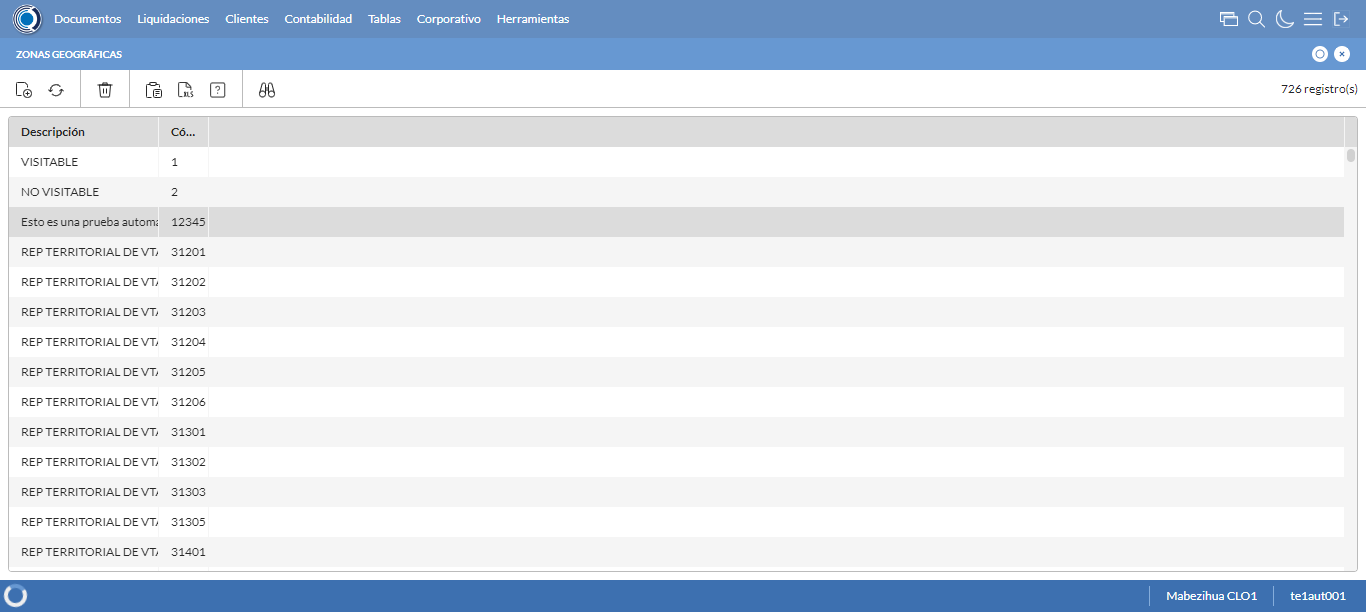 Documentos Liquidaciones Clientes Contabilidad Tablas Corporativo Herramientas
ZONAS GEOGRÁFICAS
XLS ? 726 registro(s)
Descripción Có...
VISITABLE 1
NO VISITABLE 2
Esto es una prueba automa 12345
REP TERRITORIAL DE VTA 31201
REP TERRITORIAL DE VTA 31202
REP TERRITORIAL DE VTA 31203
REP TERRITORIAL DE VTA 31204
REP TERRITORIAL DE VTA 31205
REP TERRITORIAL DE VTA 31206
REP TERRITORIAL DE VTA 31301
REP TERRITORIAL DE VTA 31302
REP TERRITORIAL DE VTA 31303
REP TERRITORIAL DE VTA 31305
REP TERRITORIAL DE VTA 31401
Mabezihua CLO1 te1aut001